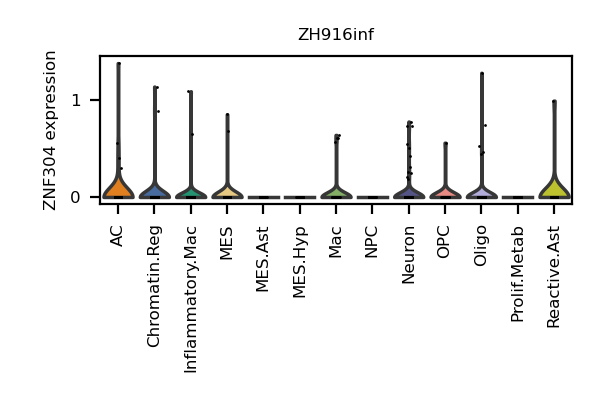 ZH916inf
ZNF304 expression
1
0
AC
Chromatin.Reg
Inflammatory.Mac
MES
MES.Ast
MES.Hyp
Mac
NPC
Neuron
OPC
Oligo
Prolif.Metab
Reactive.Ast